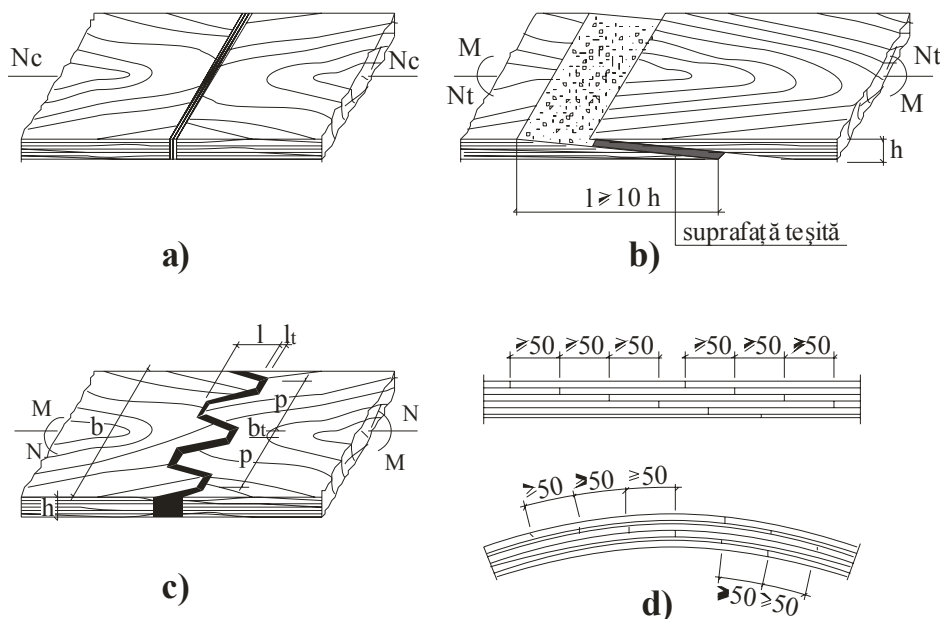 Nc
Nc
a)
M
Nt
Nt
M
h
l ⩾ 10 h
suprafață teșită
b)
l
lt
M
N
b
p
bt
p
N
M
h
c)
⩾50 ⩾50 ⩾50 ⩾50 ⩾50 ⩾50
⩾50 ⩾50 ⩾50
⩾50 ⩾50
d)